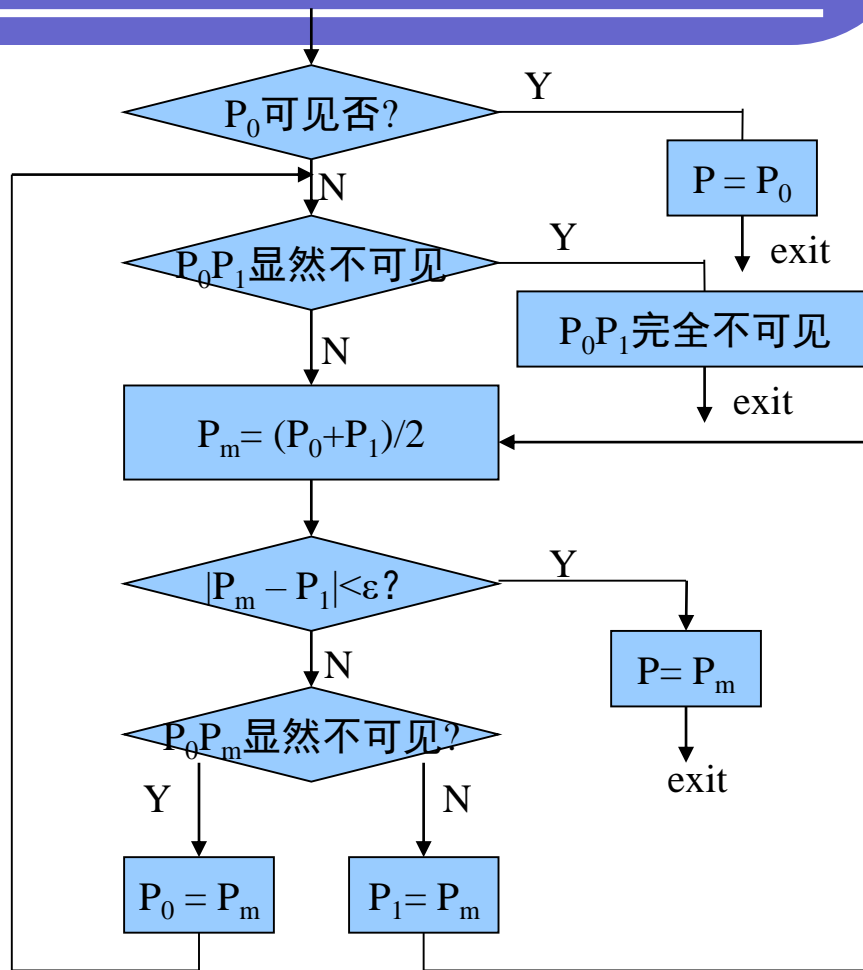 Y
P₀可见否?
P = P₀
N
Y
exit
P₀P₁显然不可见
P₀P₁完全不可见
N
exit
Pₘ= (P₀+P₁)/2
Y
|Pₘ – P₁|<ε?
P= Pₘ
N
P₀Pₘ显然不可见?
exit
Y
N
P₀ = Pₘ
P₁= Pₘ